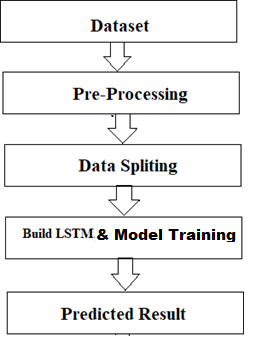 Dataset
Pre-Processing
Data Spliting
Build LSTM & Model Training
Predicted Result